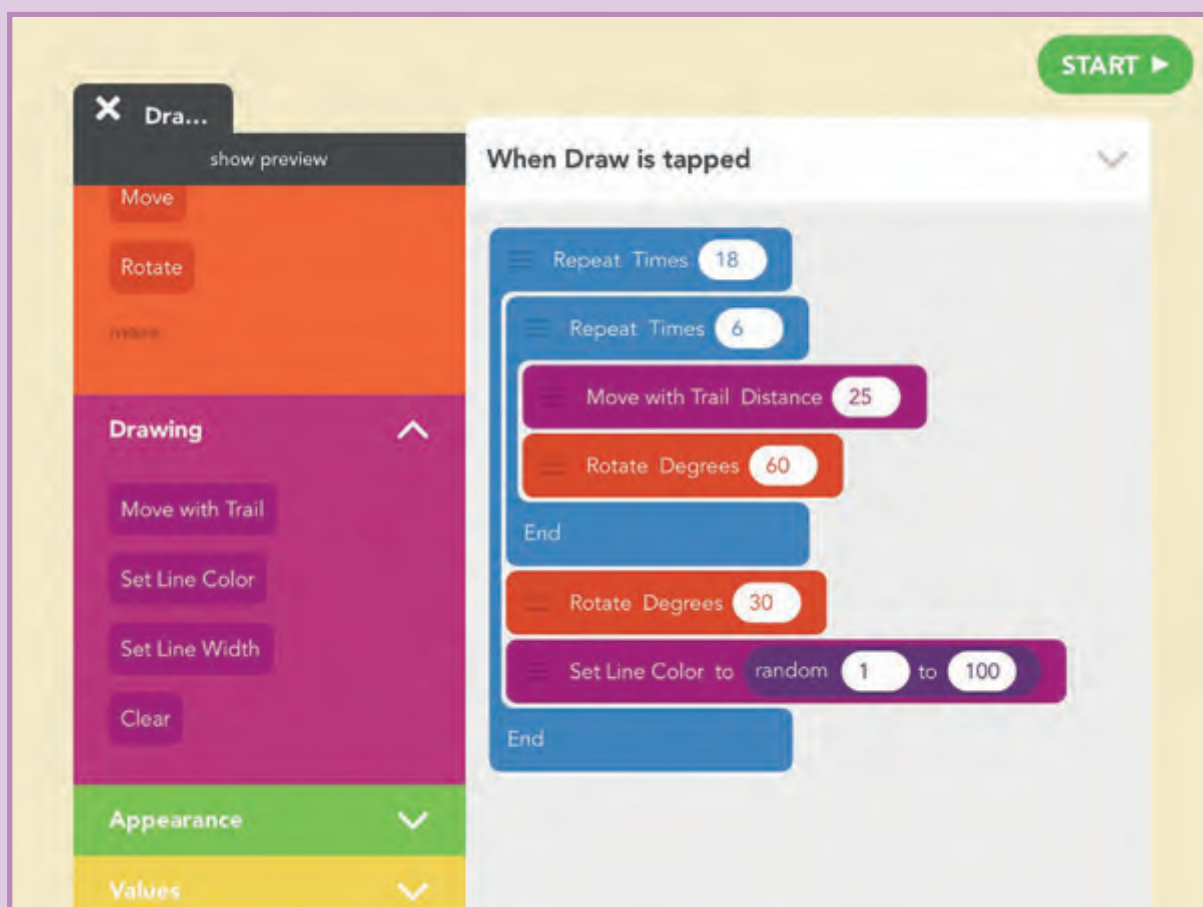 START
Dra...
show preview
Move
Rotate
Drawing
Move with Trail
Set Line Color
Set Line Width
Clear
Appearance
Values
When Draw is tapped
Repeat Times 18
Repeat Times 6
Move with Trail Distance 25
Rotate Degrees 60
End
Rotate Degrees 30
Set Line Color to random 1 to 100
End